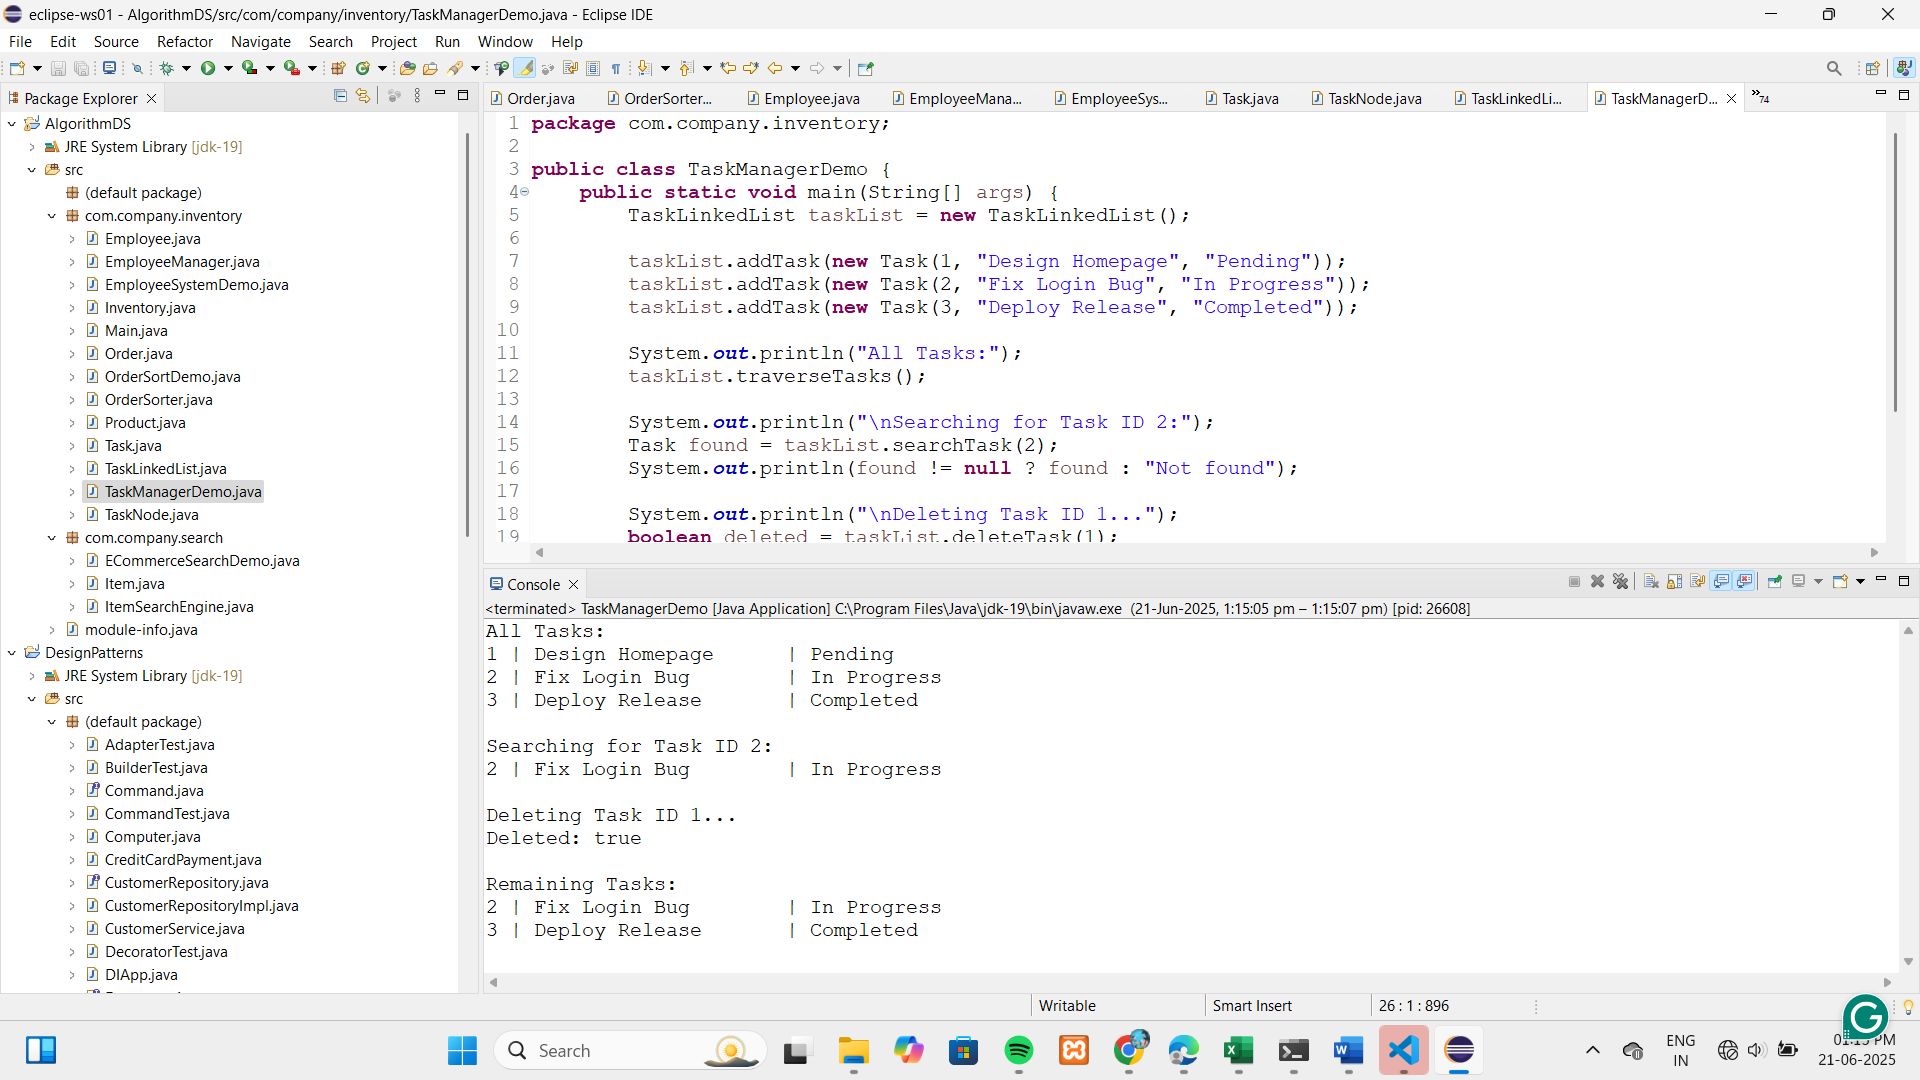 eclipse-ws01 - AlgorithmDS/src/com/company/inventory/TaskManagerDemo.java - Eclipse IDE
File Edit Source Refactor Navigate Search Project Run Window Help
Package Explorer
AlgorithmDS
JRE System Library [jdk-19]
src
(default package)
com.company.inventory
Employee.java
EmployeeManager.java
EmployeeSystemDemo.java
Inventory.java
Main.java
Order.java
OrderSortDemo.java
OrderSorter.java
Product.java
Task.java
TaskLinkedList.java
TaskManagerDemo.java
TaskNode.java
com.company.search
ECommerceSearchDemo.java
Item.java
ItemSearchEngine.java
module-info.java
DesignPatterns
JRE System Library [jdk-19]
src
(default package)
AdapterTest.java
BuilderTest.java
Command.java
CommandTest.java
Computer.java
CreditCardPayment.java
CustomerRepository.java
CustomerRepositoryImpl.java
CustomerService.java
DecoratorTest.java
DIApp.java
Order.java OrderSorter... Employee.java EmployeeMana... EmployeeSys... Task.java TaskNode.java TaskLinkedLi... TaskManagerD... 74
1 package com.company.inventory;
2
3 public class TaskManagerDemo {
4 public static void main(String[] args) {
5 TaskLinkedList taskList = new TaskLinkedList();
6
7 taskList.addTask(new Task(1, "Design Homepage", "Pending"));
8 taskList.addTask(new Task(2, "Fix Login Bug", "In Progress"));
9 taskList.addTask(new Task(3, "Deploy Release", "Completed"));
10
11 System.out.println("All Tasks:");
12 taskList.traverseTasks();
13
14 System.out.println("\nSearching for Task ID 2:");
15 Task found = taskList.searchTask(2);
16 System.out.println(found != null ? found : "Not found");
17
18 System.out.println("\nDeleting Task ID 1...");
19 boolean deleted = taskList.deleteTask(1);
Console
<terminated> TaskManagerDemo [Java Application] C:\Program Files\Java\jdk-19\bin\javaw.exe (21-Jun-2025, 1:15:05 pm – 1:15:07 pm) [pid: 26608]
All Tasks:
1 | Design Homepage | Pending
2 | Fix Login Bug | In Progress
3 | Deploy Release | Completed
Searching for Task ID 2:
2 | Fix Login Bug | In Progress
Deleting Task ID 1...
Deleted: true
Remaining Tasks:
2 | Fix Login Bug | In Progress
3 | Deploy Release | Completed
Writable Smart Insert 26 : 1 : 896
Search
ENG
IN
PM
21-06-2025